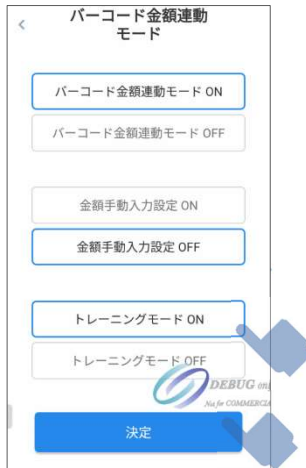 バーコード金額連動
モード
バーコード金額連動モード ON
バーコード金額連動モード OFF
金額手動入力設定 ON
金額手動入力設定 OFF
トレーニングモード ON
トレーニングモード OFF
DEBUG
for COMMERCIA
決定